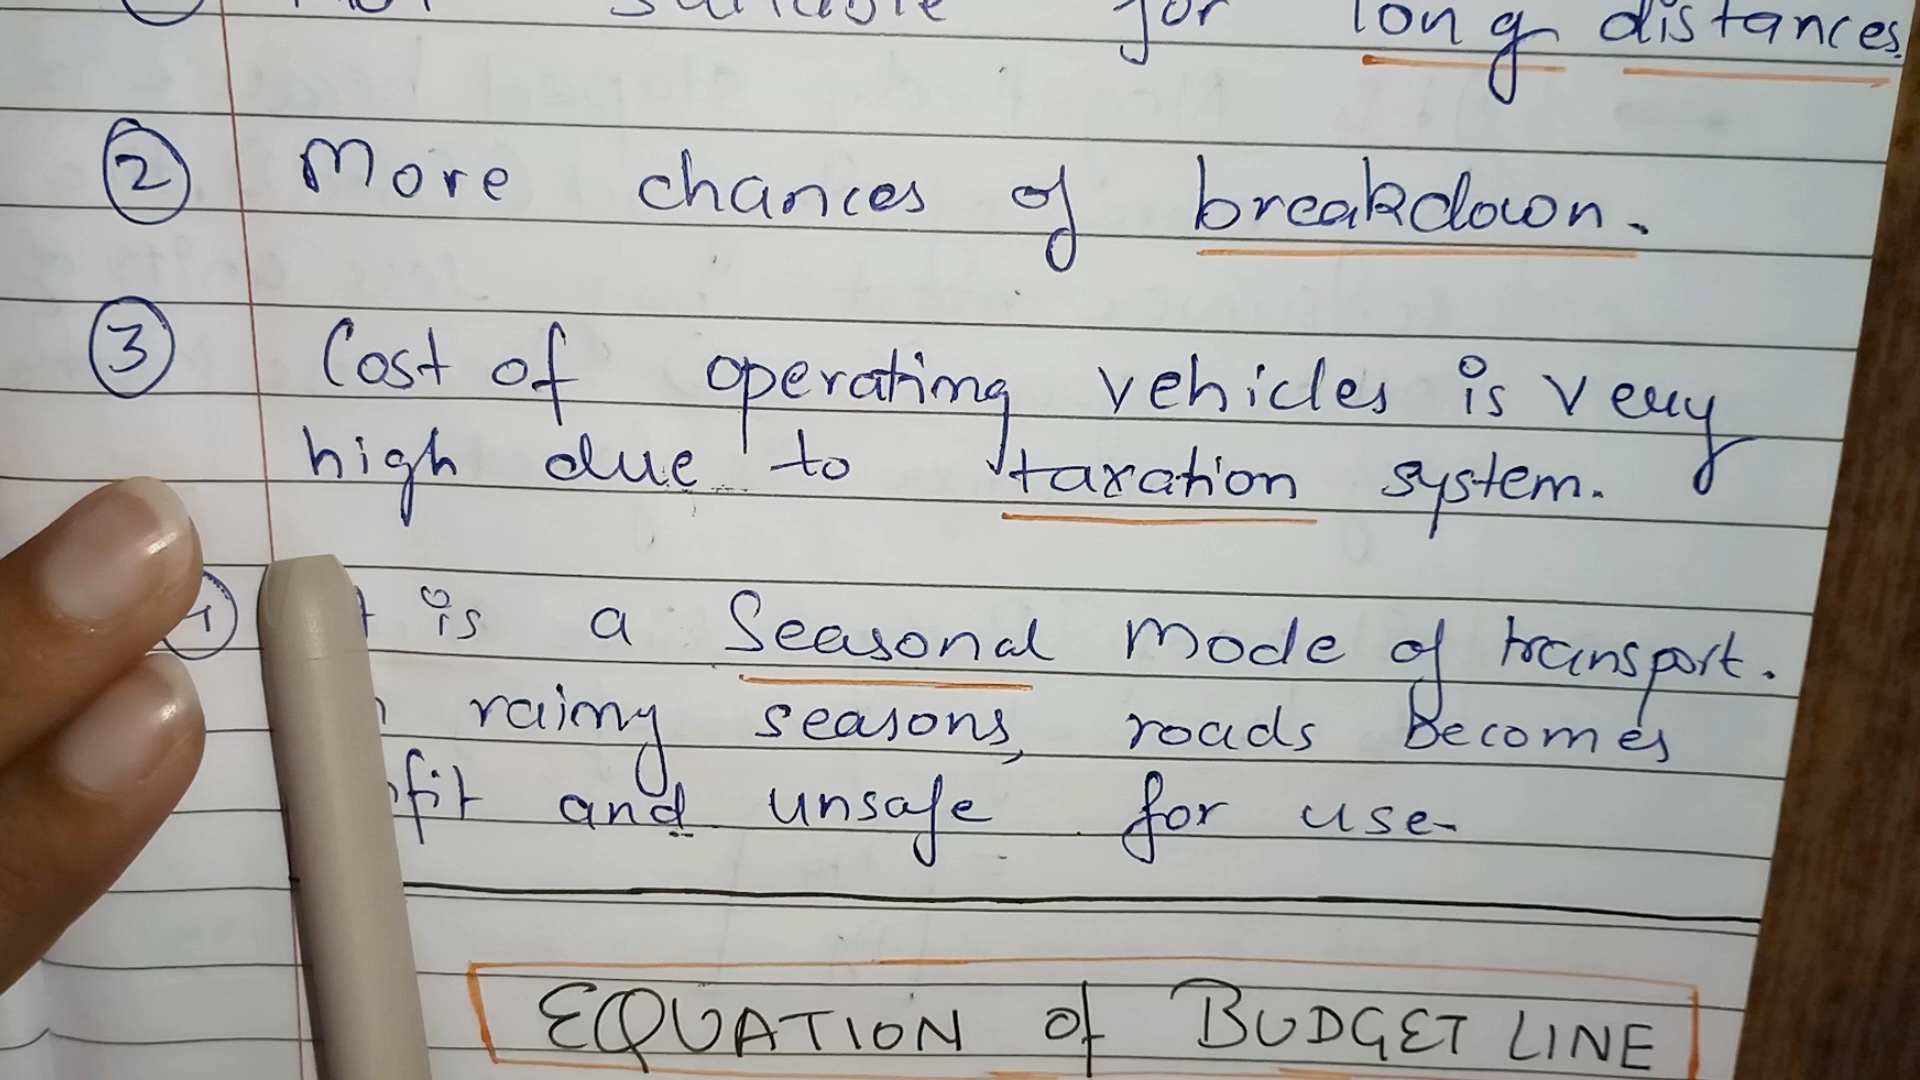 suitable for long distances.
② More chances of breakdown.
③ Cost of operating vehicles is very
high due to taxation system.
is a Seasonal Mode of transport.
rainy seasons, roads Becomes
and unsafe for use.
EQUATION of BUDGET LINE